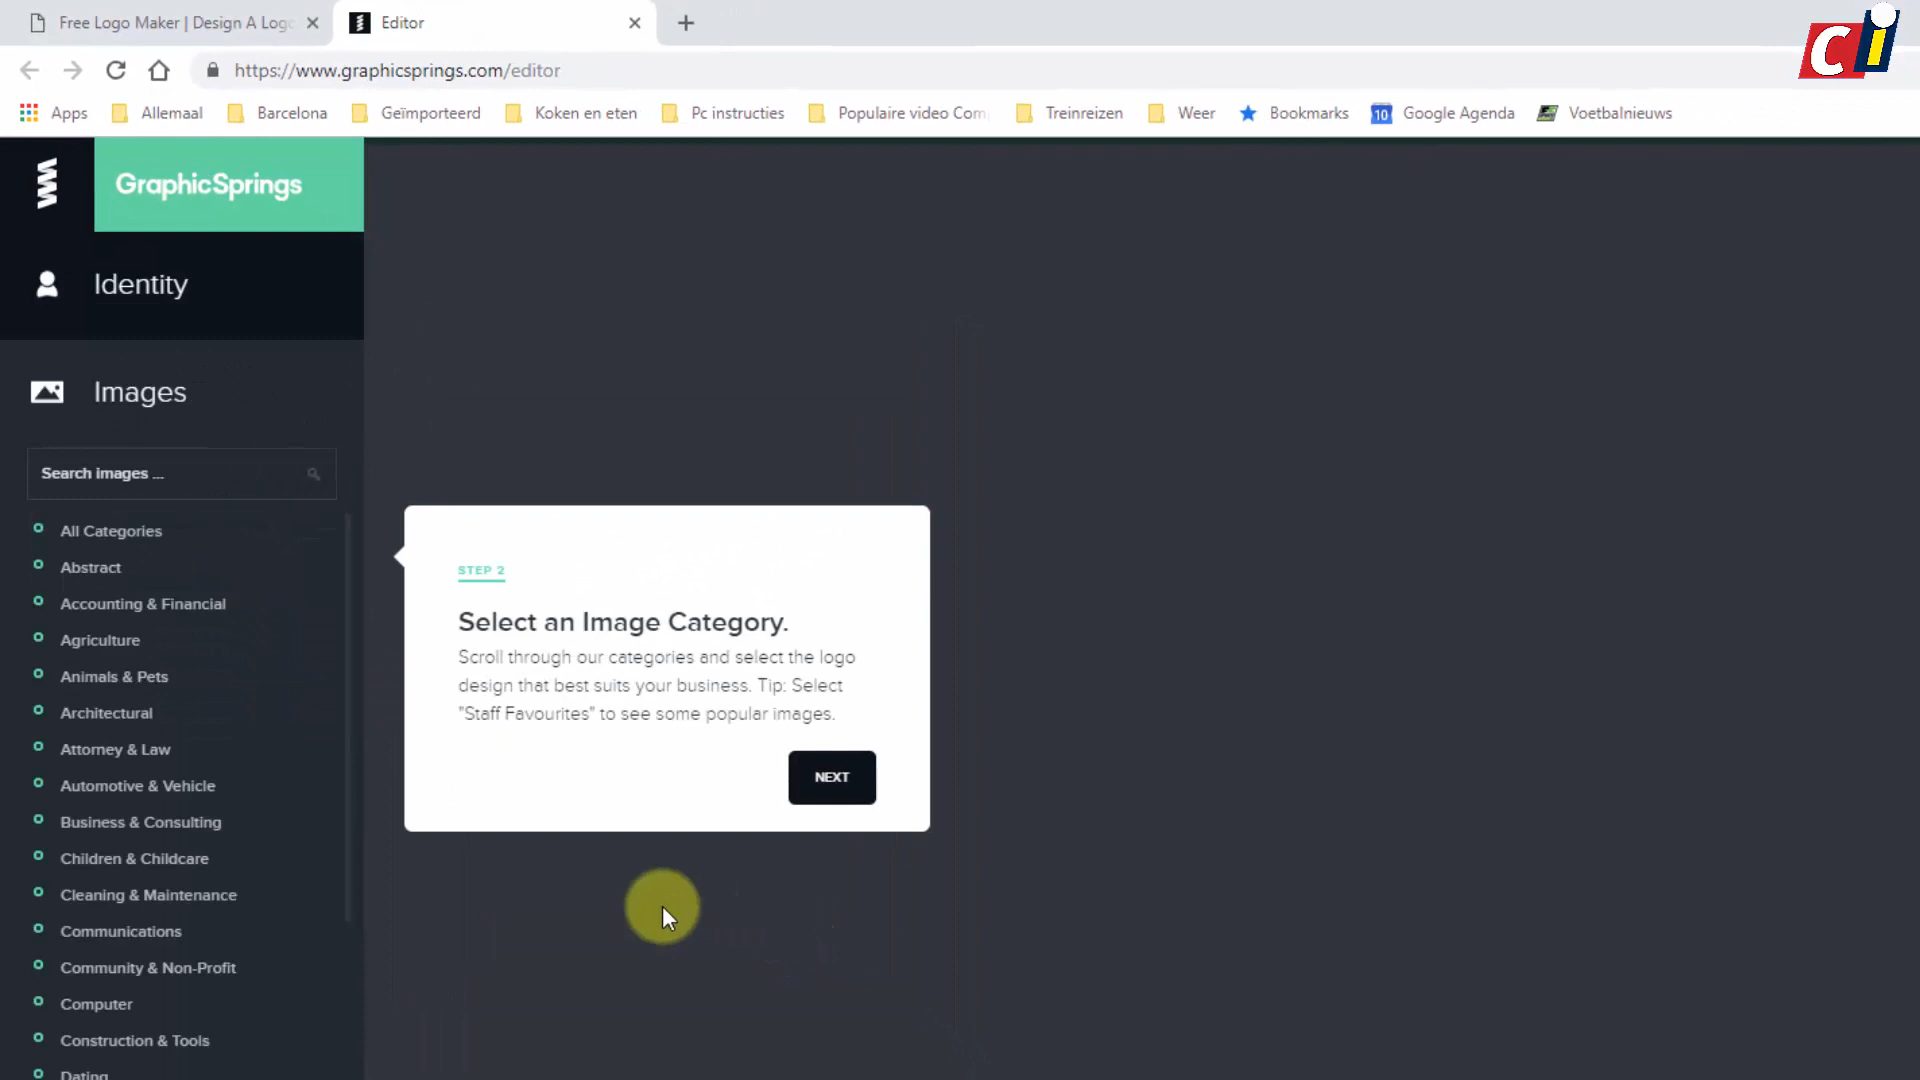 Free Logo Maker | Design A Logo
Editor
Ci
https://www.graphicsprings.com/editor
Apps
Allemaal
Barcelona
Geïmporteerd
Koken en eten
Pc instructies
Populaire video Com
Treinreizen
Weer
Bookmarks
10
Google Agenda
Voetbalnieuws
GraphicSprings
Identity
Images
Search images ...
All Categories
Abstract
Accounting & Financial
Agriculture
Animals & Pets
Architectural
Attorney & Law
Automotive & Vehicle
Business & Consulting
Children & Childcare
Cleaning & Maintenance
Communications
Community & Non-Profit
Computer
Construction & Tools
Dating
STEP 2
Select an Image Category.
Scroll through our categories and select the logo
design that best suits your business. Tip: Select
"Staff Favourites" to see some popular images.
NEXT